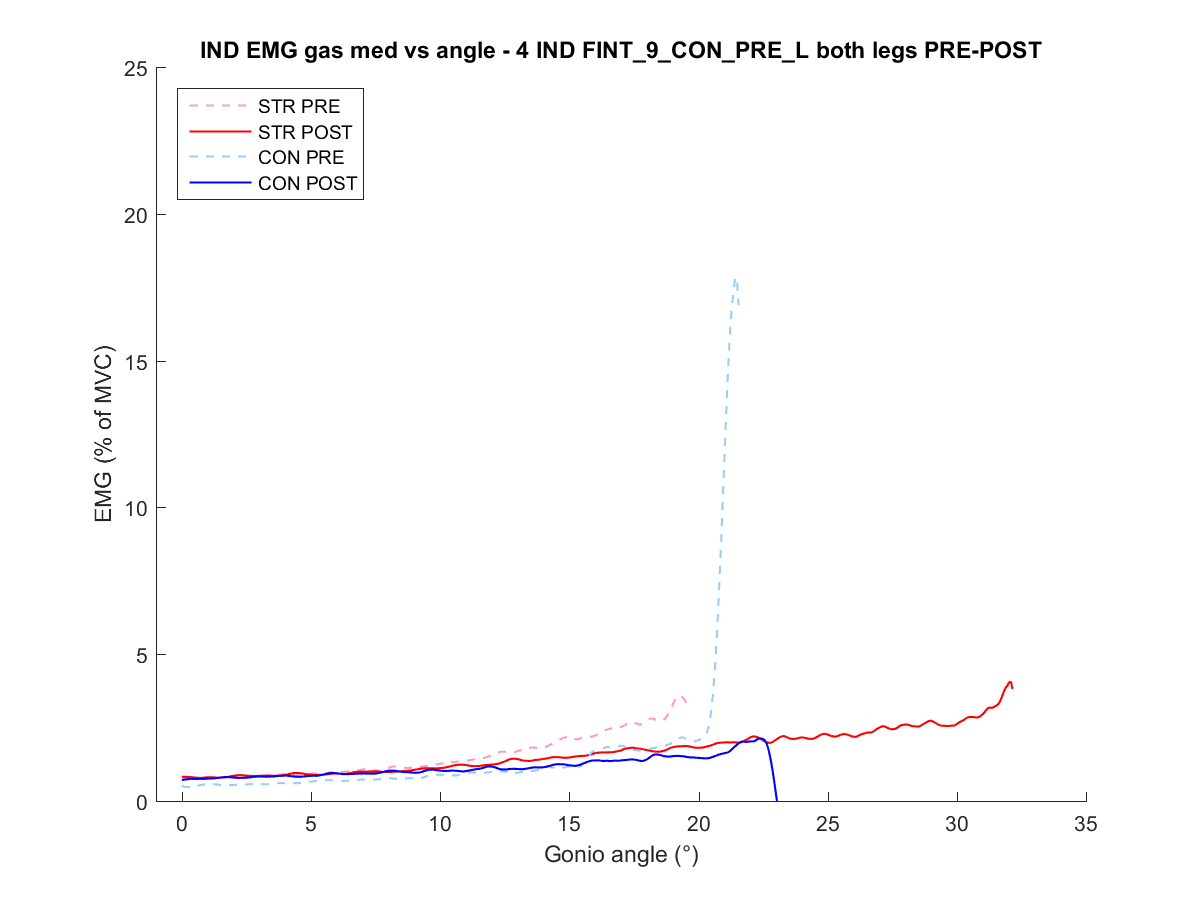 IND EMG gas med vs angle - 4 IND FINT_9_CON_PRE_L both legs PRE-POST
25
20
15
10
5
0
EMG (% of MVC)
STR PRE
STR POST
CON PRE
CON POST
0 5 10 15 20 25 30 35
Gonio angle (°)